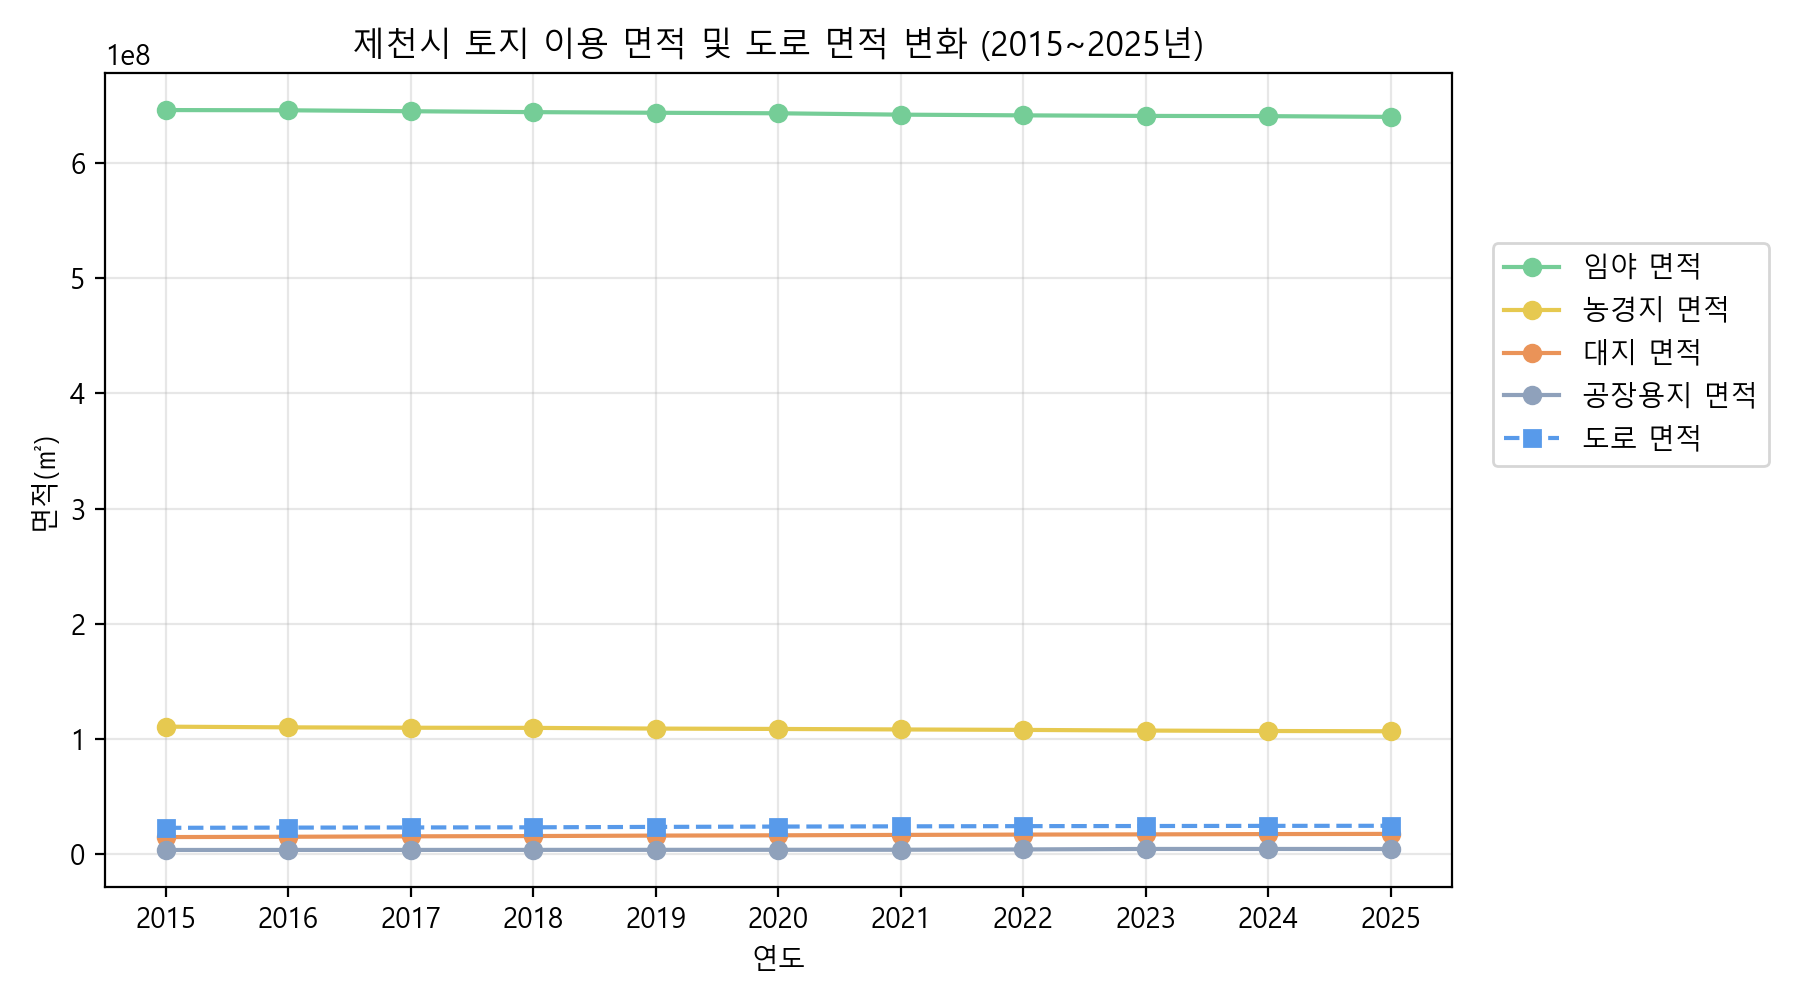 제천시 토지 이용 면적 및 도로 면적 변화 (2015~2025년)
1e8
6
5
4
3
2
1
0
면적(㎡)
2015 2016 2017 2018 2019 2020 2021 2022 2023 2024 2025
연도
임야 면적
농경지 면적
대지 면적
공장용지 면적
도로 면적